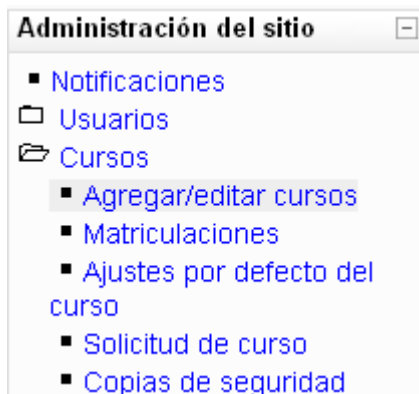 Administración del sitio
Notificaciones
Usuarios
Cursos
Agregar/editar cursos
Matriculaciones
Ajustes por defecto del
curso
Solicitud de curso
Copias de seguridad